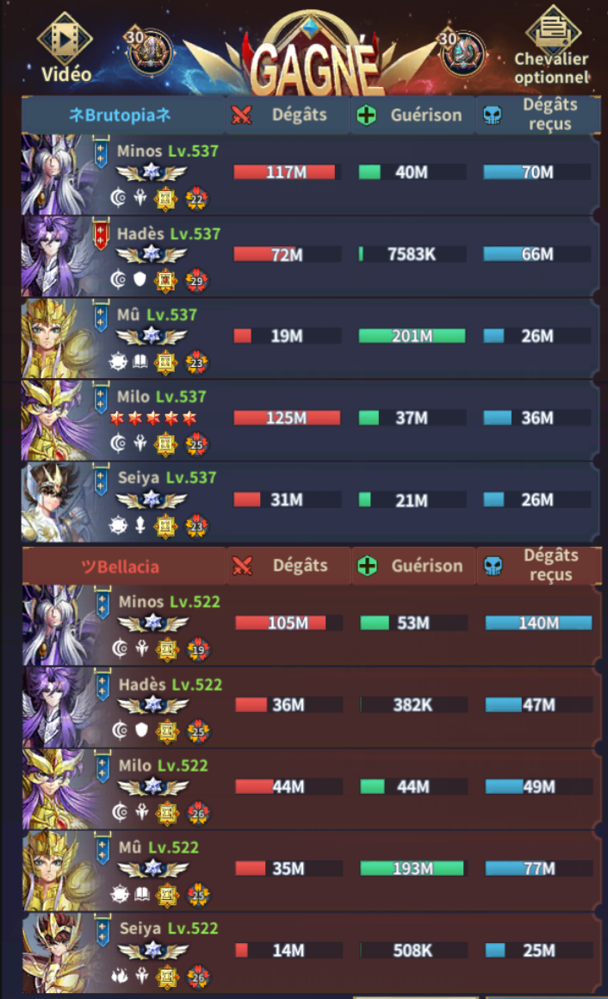 30
30
GAGNÉ
Vidéo
Chevalier
optionnel
ネBrutopiaネ Dégâts Guérison Dégâts
reçus
Minos Lv.537
117M 40M 70M
22
Hadès Lv.537
72M 7583K 66M
29
Mû Lv.537
19M 201M 26M
23
Milo Lv.537
125M 37M 36M
25
Seiya Lv.537
31M 21M 26M
23
ツBellacia Dégâts Guérison Dégâts
reçus
Minos Lv.522
105M 53M 140M
19
Hadès Lv.522
36M 382K 47M
25
Milo Lv.522
44M 44M 49M
26
Mû Lv.522
35M 193M 77M
25
Seiya Lv.522
14M 508K 25M
26